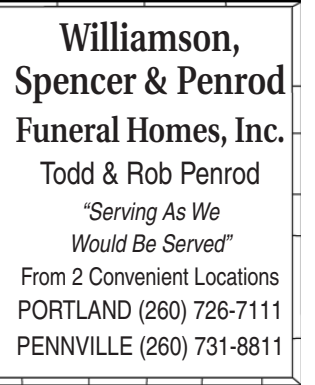 Williamson,
Spencer & Penrod
Funeral Homes, Inc.
Todd & Rob Penrod
“Serving As We
Would Be Served”
From 2 Convenient Locations
PORTLAND (260) 726-7111
PENNVILLE (260) 731-8811